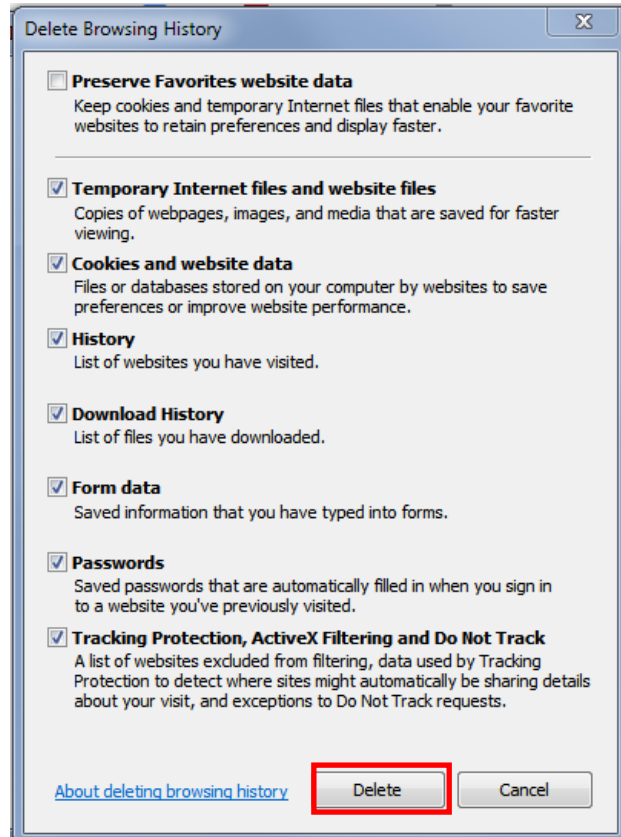 Delete Browsing History
Preserve Favorites website data
Keep cookies and temporary Internet files that enable your favorite
websites to retain preferences and display faster.
Temporary Internet files and website files
Copies of webpages, images, and media that are saved for faster
viewing.
Cookies and website data
Files or databases stored on your computer by websites to save
preferences or improve website performance.
History
List of websites you have visited.
Download History
List of files you have downloaded.
Form data
Saved information that you have typed into forms.
Passwords
Saved passwords that are automatically filled in when you sign in
to a website you've previously visited.
Tracking Protection, ActiveX Filtering and Do Not Track
A list of websites excluded from filtering, data used by Tracking
Protection to detect where sites might automatically be sharing details
about your visit, and exceptions to Do Not Track requests.
About deleting browsing history Delete Cancel